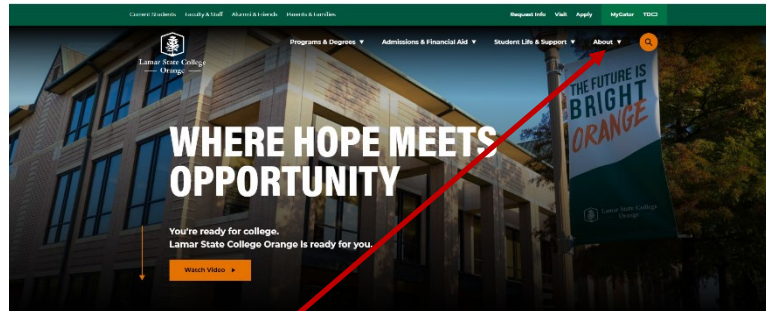 Current Students Faculty & Staff Alumni & Friends Parents & Families Request Info Visit Apply MyGator TDCJ
Lamar State College
Orange
Programs & Degrees ▼ Admissions & Financial Aid ▼ Student Life & Support ▼ About ▼
THE FUTURE IS
BRIGHT
ORANGE
WHERE HOPE MEETS
OPPORTUNITY
Lamar State College
Orange
You're ready for college.
Lamar State College Orange is ready for you.
Watch Video ▶